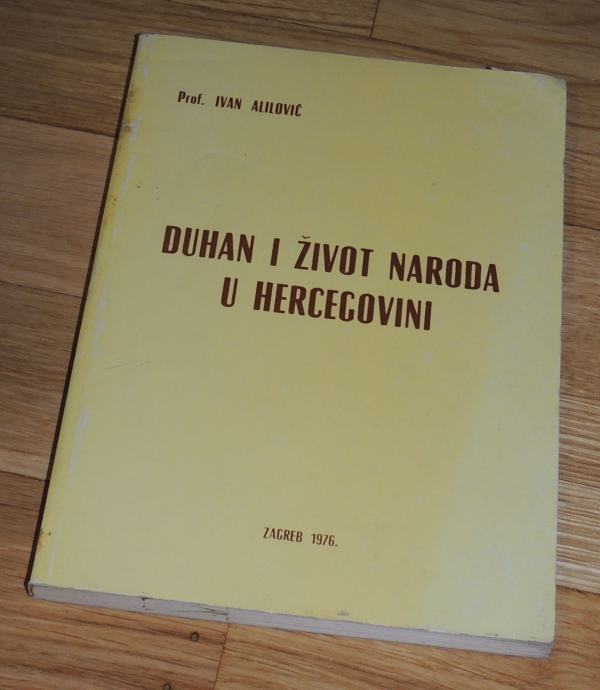 Prof. IVAN ALILOVIĆ
DUHAN I ŽIVOT NARODA
U HERCEGOVINI
ZAGREB 1976.